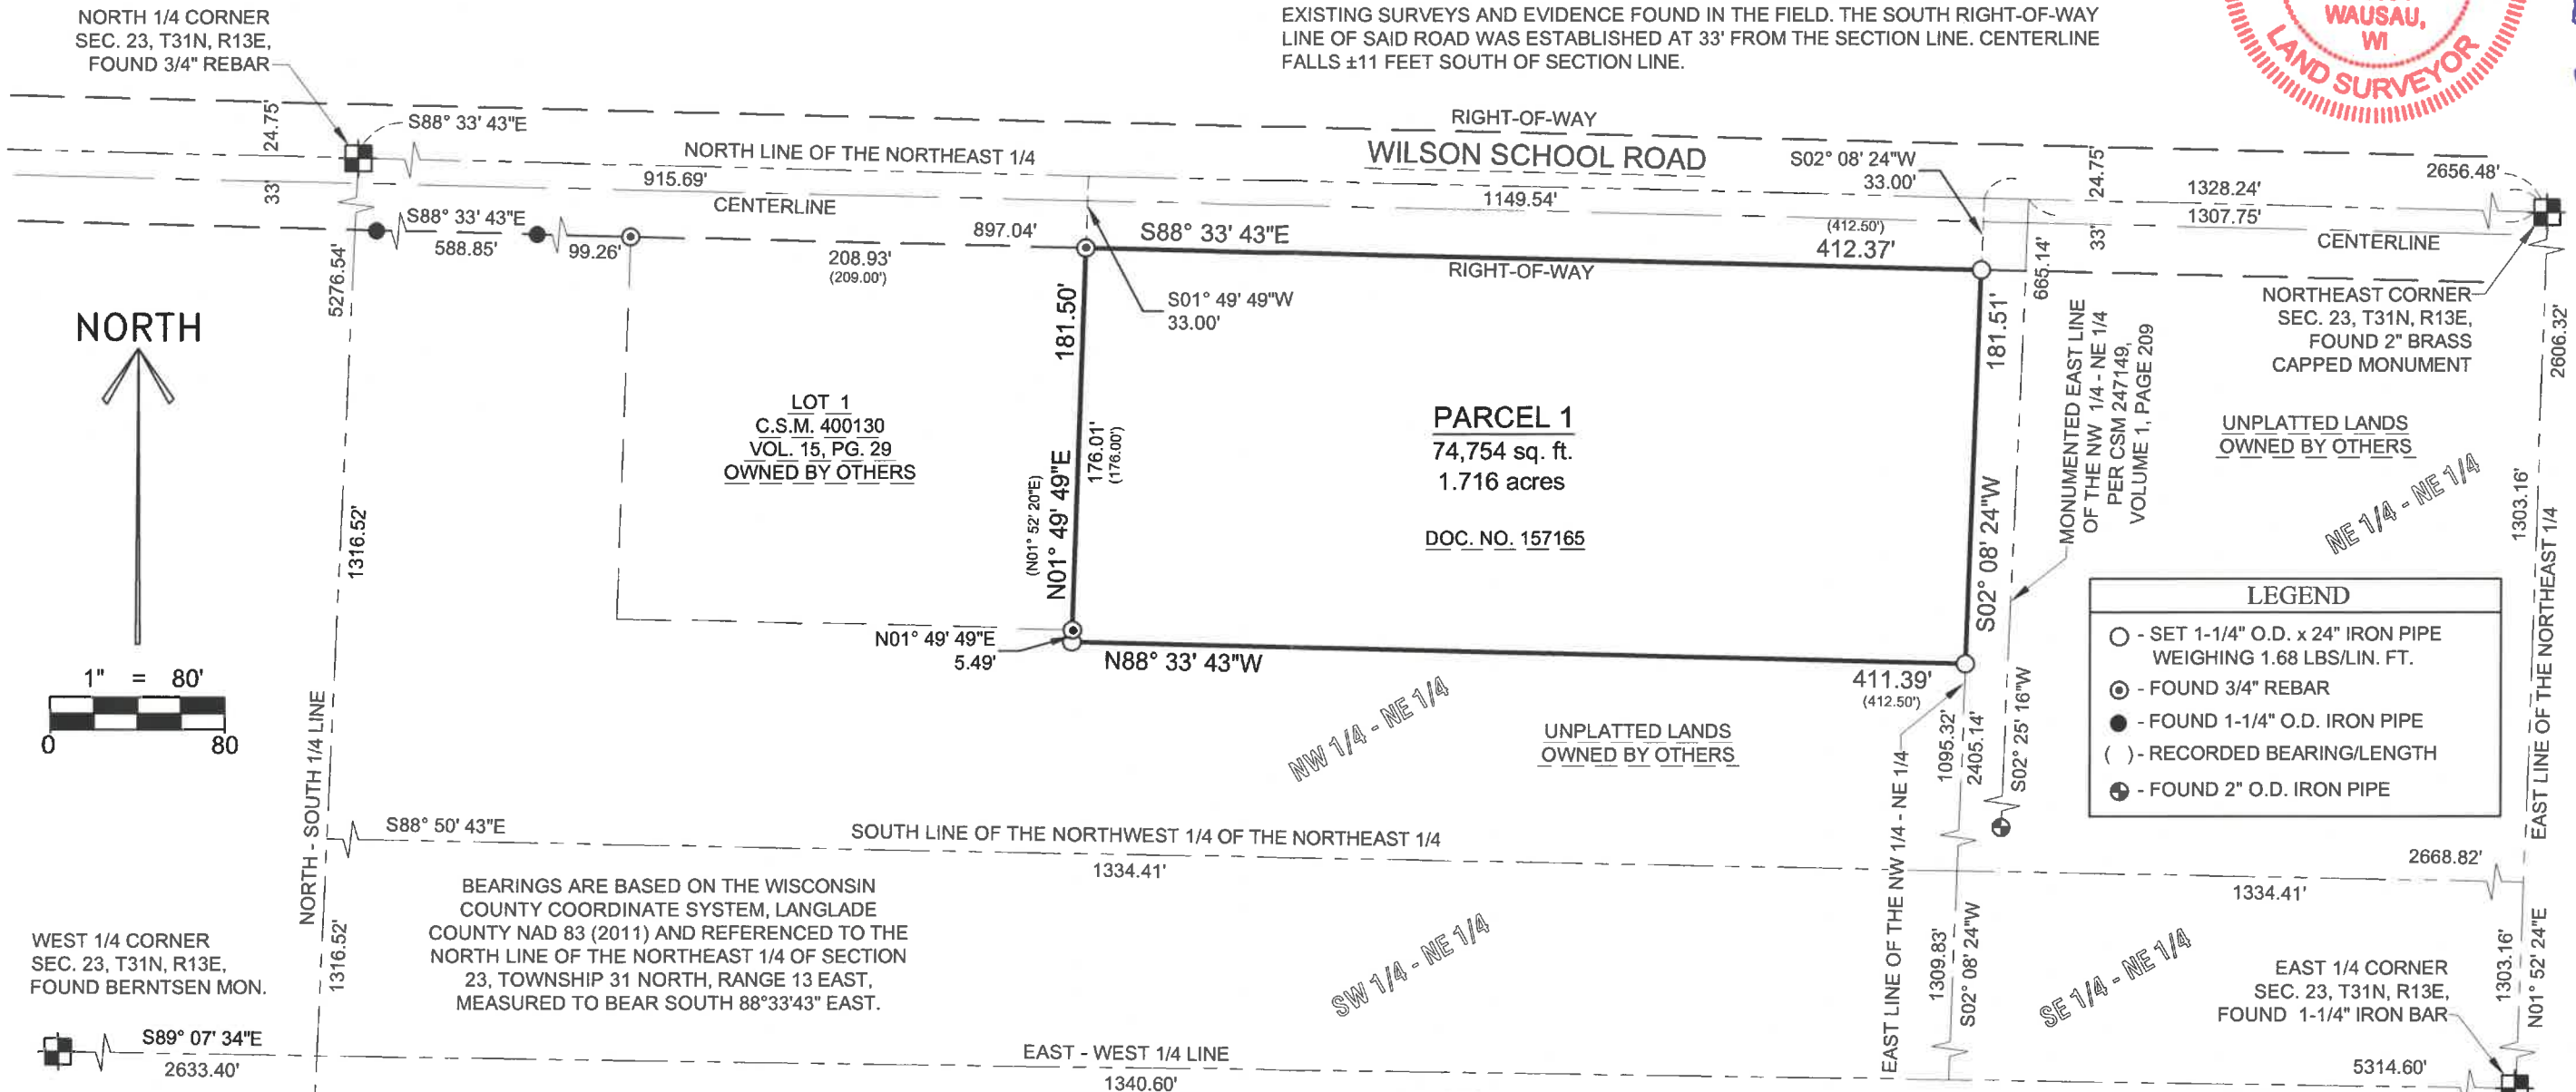 NORTH 1/4 CORNER
SEC. 23, T31N, R13E,
FOUND 3/4" REBAR
EXISTING SURVEYS AND EVIDENCE FOUND IN THE FIELD. THE SOUTH RIGHT-OF-WAY
LINE OF SAID ROAD WAS ESTABLISHED AT 33' FROM THE SECTION LINE. CENTERLINE
FALLS ±11 FEET SOUTH OF SECTION LINE.
WAUSAU,
WI
LAND SURVEYOR
24.75'
S88° 33' 43"E
NORTH LINE OF THE NORTHEAST 1/4
RIGHT-OF-WAY
WILSON SCHOOL ROAD
S02° 08' 24"W
33.00'
24.75'
2656.48'
33'
915.69'
1149.54'
1328.24'
1307.75'
CENTERLINE
CENTERLINE
33'
S88° 33' 43"E
588.85'
99.26'
208.93'
(209.00')
897.04'
S88° 33' 43"E
(412.50')
412.37'
RIGHT-OF-WAY
S01° 49' 49"W
33.00'
5276.54'
665.14'
NORTH
1" = 80'
0 80
1316.52'
LOT 1
C.S.M. 400130
VOL. 15, PG. 29
OWNED BY OTHERS
181.50'
176.01'
(176.00')
N01° 49' 49"E
(N01° 52' 20"E)
PARCEL 1
74,754 sq. ft.
1.716 acres
DOC. NO. 157165
181.51'
S02° 08' 24"W
MONUMENTED EAST LINE
OF THE NW 1/4 - NE 1/4
PER CSM 247149,
VOLUME 1, PAGE 209
NORTHEAST CORNER
SEC. 23, T31N, R13E,
FOUND 2" BRASS
CAPPED MONUMENT
2606.32'
UNPLATTED LANDS
OWNED BY OTHERS
NE 1/4 - NE 1/4
1303.16'
EAST LINE OF THE NORTHEAST 1/4
LEGEND
- SET 1-1/4" O.D. x 24" IRON PIPE
WEIGHING 1.68 LBS/LIN. FT.
- FOUND 3/4" REBAR
- FOUND 1-1/4" O.D. IRON PIPE
( ) - RECORDED BEARING/LENGTH
- FOUND 2" O.D. IRON PIPE
N01° 49' 49"E
5.49'
N88° 33' 43"W
411.39'
(412.50')
NW 1/4 - NE 1/4
UNPLATTED LANDS
OWNED BY OTHERS
1095.32'
2405.14'
S02° 25' 16"W
EAST LINE OF THE NW 1/4 - NE 1/4
NORTH - SOUTH 1/4 LINE
S88° 50' 43"E
SOUTH LINE OF THE NORTHWEST 1/4 OF THE NORTHEAST 1/4
1334.41'
2668.82'
1334.41'
BEARINGS ARE BASED ON THE WISCONSIN
COUNTY COORDINATE SYSTEM, LANGLADE
COUNTY NAD 83 (2011) AND REFERENCED TO THE
NORTH LINE OF THE NORTHEAST 1/4 OF SECTION
23, TOWNSHIP 31 NORTH, RANGE 13 EAST,
MEASURED TO BEAR SOUTH 88°33'43" EAST.
WEST 1/4 CORNER
SEC. 23, T31N, R13E,
FOUND BERNTSEN MON.
1316.52'
SW 1/4 - NE 1/4
1309.83'
S02° 08' 24"W
SE 1/4 - NE 1/4
EAST 1/4 CORNER
SEC. 23, T31N, R13E,
FOUND 1-1/4" IRON BAR
1303.16'
N01° 52' 24"E
S89° 07' 34"E
2633.40'
EAST - WEST 1/4 LINE
1340.60'
5314.60'